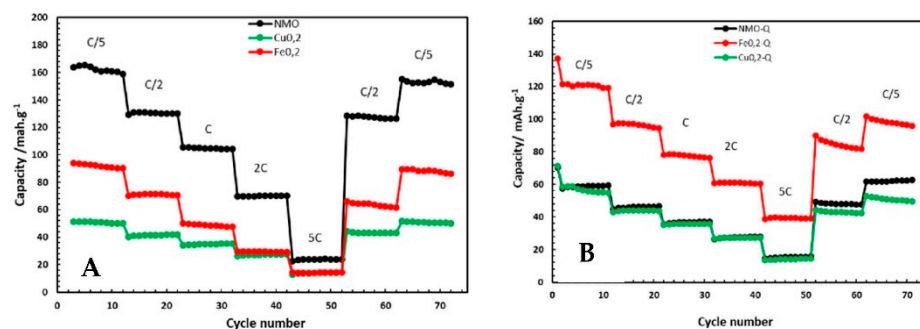 NMO
Cu0,2
Fe0,2
C/5
C/2
C
2C
5C
C/2
C/5
A
Capacity /mah.g-1
200
180
160
140
120
100
80
60
40
20
0
0 10 20 30 40 50 60 70 80
Cycle number
NMO-Q
Fe0,2-Q
Cu0,2-Q
C/5
C/2
C
2C
5C
C/2
C/5
B
Capacity/ mAh.g-1
160
140
120
100
80
60
40
20
0
0 10 20 30 40 50 60 70
Cycle number